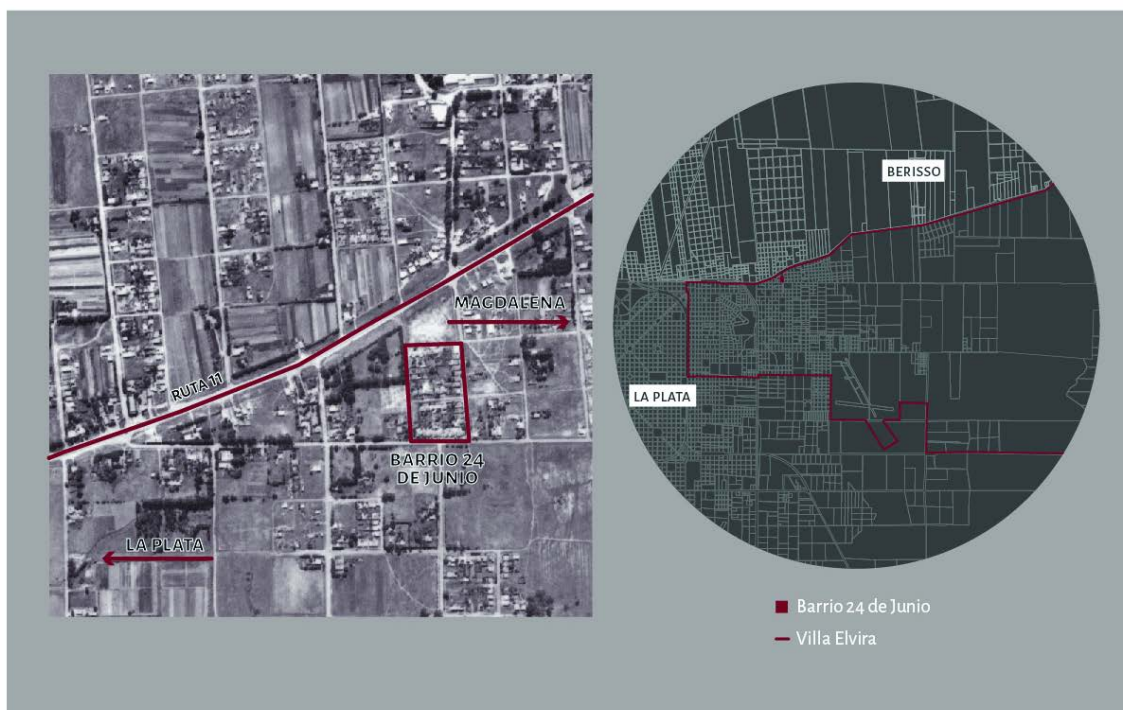 MAGDALENA
RUTA 11
BARRIO 24
DE JUNIO
LA PLATA
BERISSO
LA PLATA
Barrio 24 de Junio
Villa Elvira